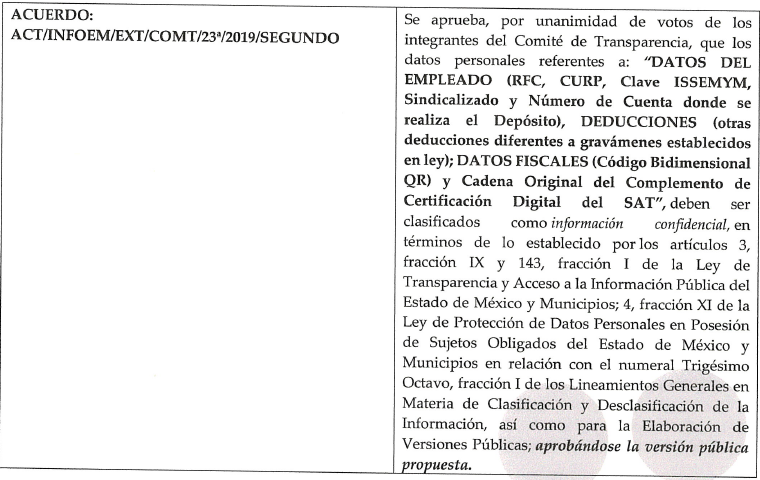 ACUERDO:
ACT/INFOEM/EXT/COMT/23ª/2019/SEGUNDO
Se aprueba, por unanimidad de votos de los
integrantes del Comité de Transparencia, que los
datos personales referentes a: "DATOS DEL
EMPLEADO (RFC, CURP, Clave ISSEMYM,
Sindicalizado y Número de Cuenta donde se
realiza el Depósito), DEDUCCIONES (otras
deducciones diferentes a gravámenes establecidos
en ley); DATOS FISCALES (Código Bidimensional
QR) y Cadena Original del Complemento de
Certificación Digital del SAT", deben ser
clasificados como información confidencial, en
términos de lo establecido por los artículos 3,
fracción IX y 143, fracción I de la Ley de
Transparencia y Acceso a la Información Pública del
Estado de México y Municipios; 4, fracción XI de la
Ley de Protección de Datos Personales en Posesión
de Sujetos Obligados del Estado de México y
Municipios en relación con el numeral Trigésimo
Octavo, fracción I de los Lineamientos Generales en
Materia de Clasificación y Desclasificación de la
Información, así como para la Elaboración de
Versiones Públicas; aprobándose la versión pública
propuesta.